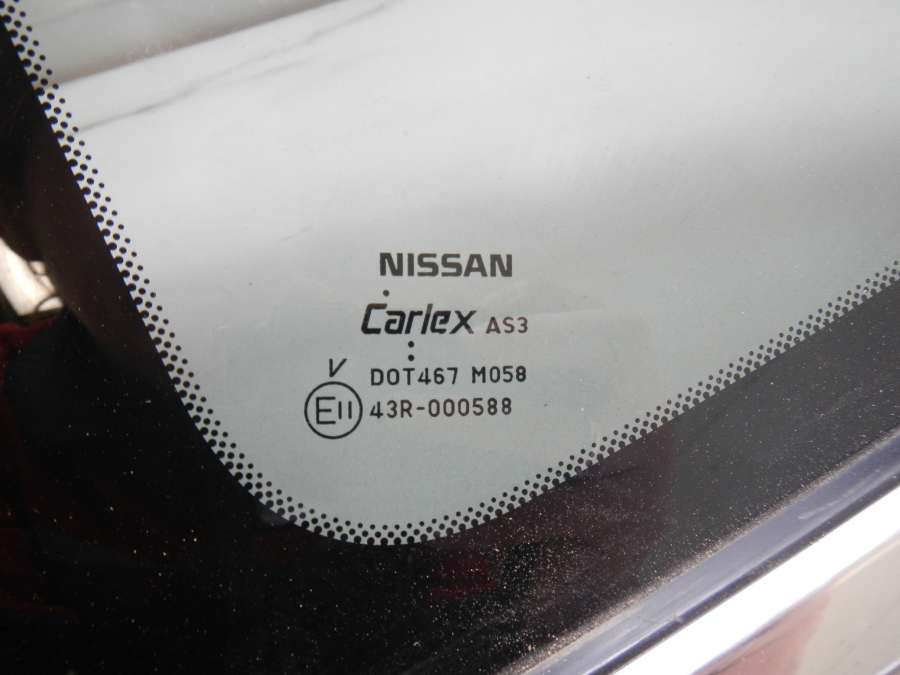 NISSAN
Carlex AS3
V DOT467 M058
E11 43R-000588